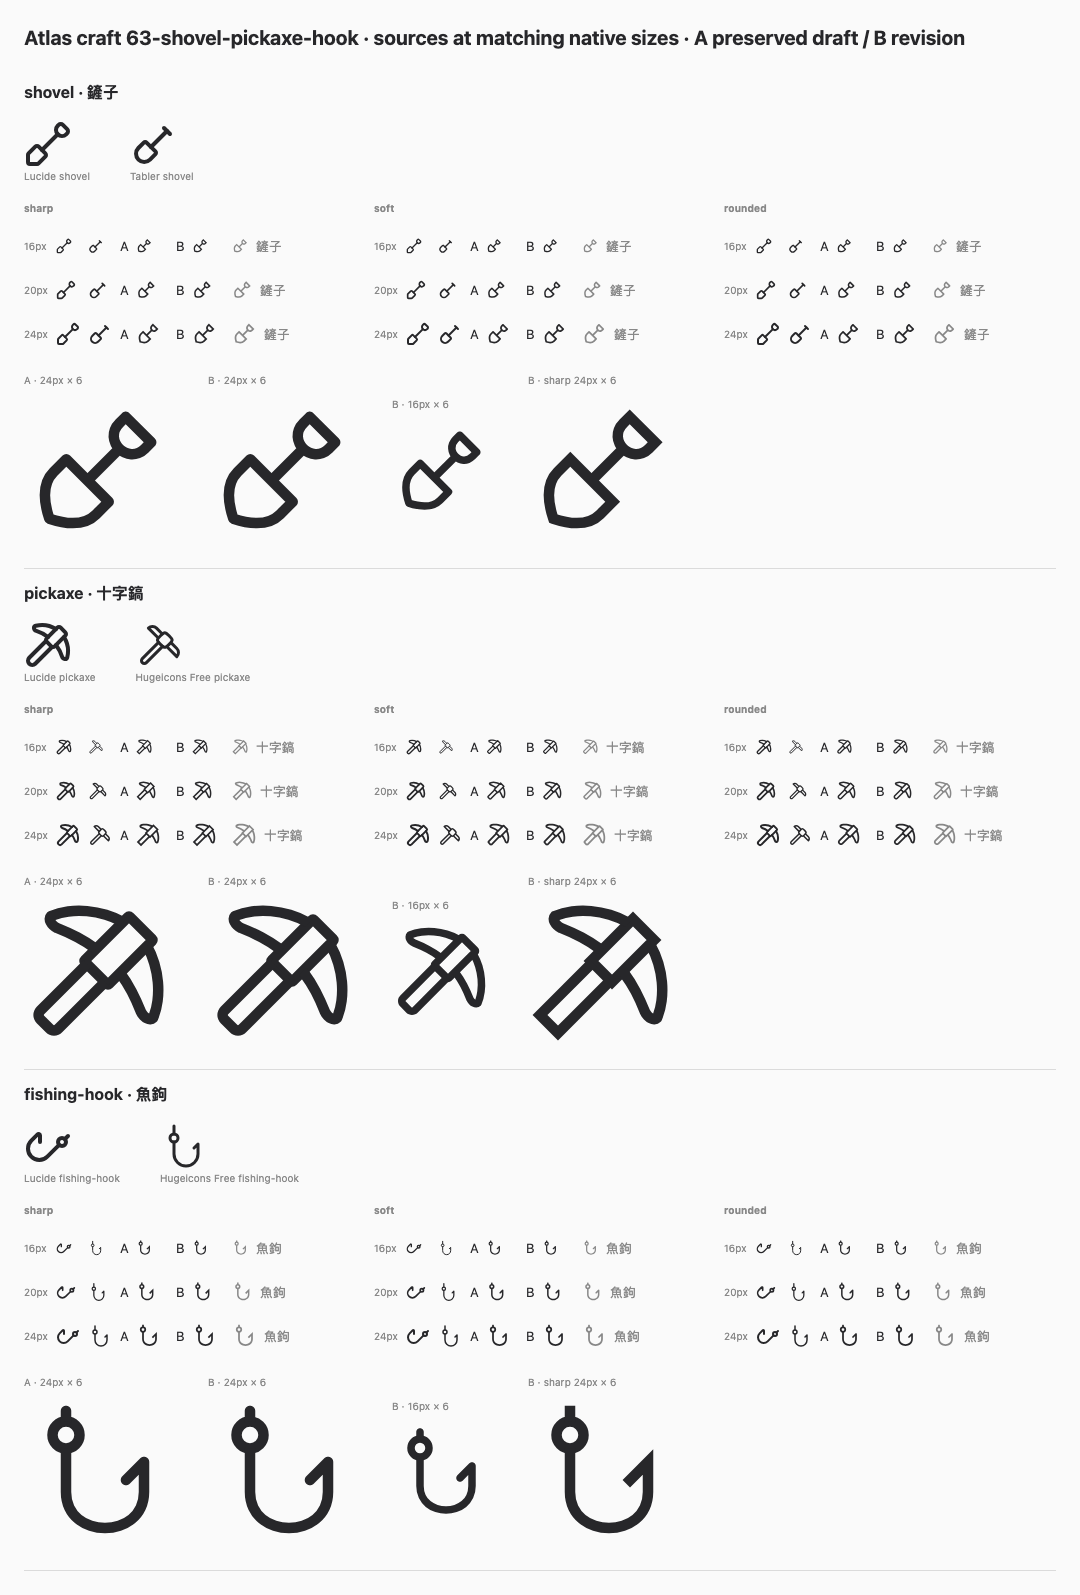 Atlas craft 63-shovel-pickaxe-hook · sources at matching native sizes · A preserved draft / B revision
shovel · 鏟子
Lucide shovel Tabler shovel
sharp soft rounded
16px A B 鏟子 16px A B 鏟子 16px A B 鏟子
20px A B 鏟子 20px A B 鏟子 20px A B 鏟子
24px A B 鏟子 24px A B 鏟子 24px A B 鏟子
A · 24px × 6 B · 24px × 6 B · 16px × 6 B · sharp 24px × 6
pickaxe · 十字鎬
Lucide pickaxe Hugeicons Free pickaxe
sharp soft rounded
16px A B 十字鎬 16px A B 十字鎬 16px A B 十字鎬
20px A B 十字鎬 20px A B 十字鎬 20px A B 十字鎬
24px A B 十字鎬 24px A B 十字鎬 24px A B 十字鎬
A · 24px × 6 B · 24px × 6 B · 16px × 6 B · sharp 24px × 6
fishing-hook · 魚鉤
Lucide fishing-hook Hugeicons Free fishing-hook
sharp soft rounded
16px A B 魚鉤 16px A B 魚鉤 16px A B 魚鉤
20px A B 魚鉤 20px A B 魚鉤 20px A B 魚鉤
24px A B 魚鉤 24px A B 魚鉤 24px A B 魚鉤
A · 24px × 6 B · 24px × 6 B · 16px × 6 B · sharp 24px × 6